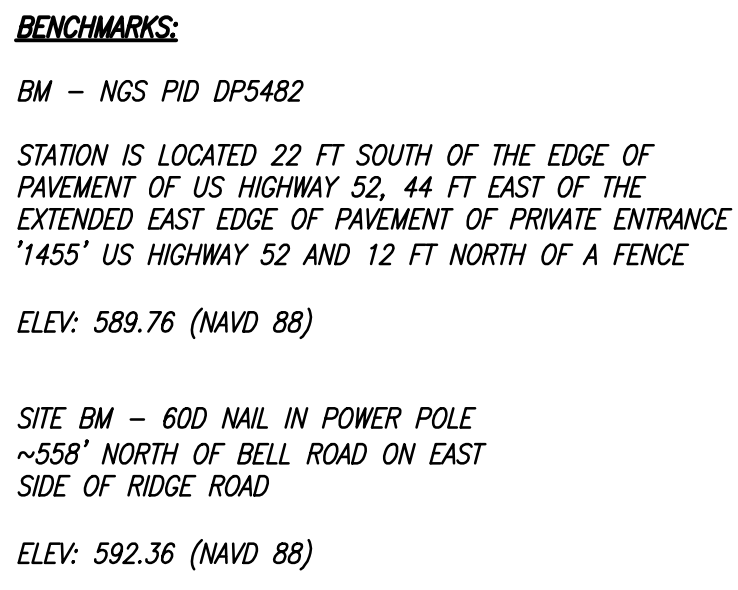 BENCHMARKS:
BM – NGS PID DP5482
STATION IS LOCATED 22 FT SOUTH OF THE EDGE OF
PAVEMENT OF US HIGHWAY 52, 44 FT EAST OF THE
EXTENDED EAST EDGE OF PAVEMENT OF PRIVATE ENTRANCE
'1455' US HIGHWAY 52 AND 12 FT NORTH OF A FENCE
ELEV: 589.76 (NAVD 88)
SITE BM – 60D NAIL IN POWER POLE
~558' NORTH OF BELL ROAD ON EAST
SIDE OF RIDGE ROAD
ELEV: 592.36 (NAVD 88)